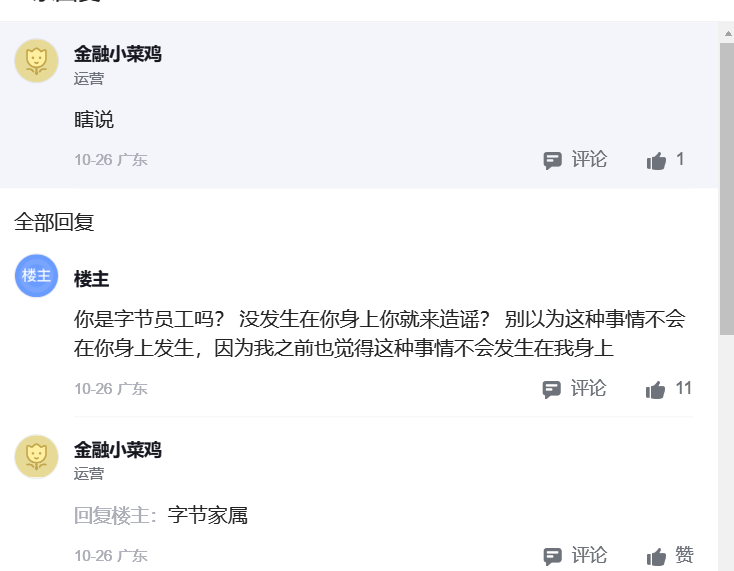 金融小菜鸡
运营
瞎说
10-26 广东
评论
1
全部回复
楼主
楼主
你是字节员工吗？ 没发生在你身上你就来造谣？ 别以为这种事情不会
在你身上发生，因为我之前也觉得这种事情不会发生在我身上
10-26 广东
评论
11
金融小菜鸡
运营
回复楼主：字节家属
10-26 广东
评论
赞